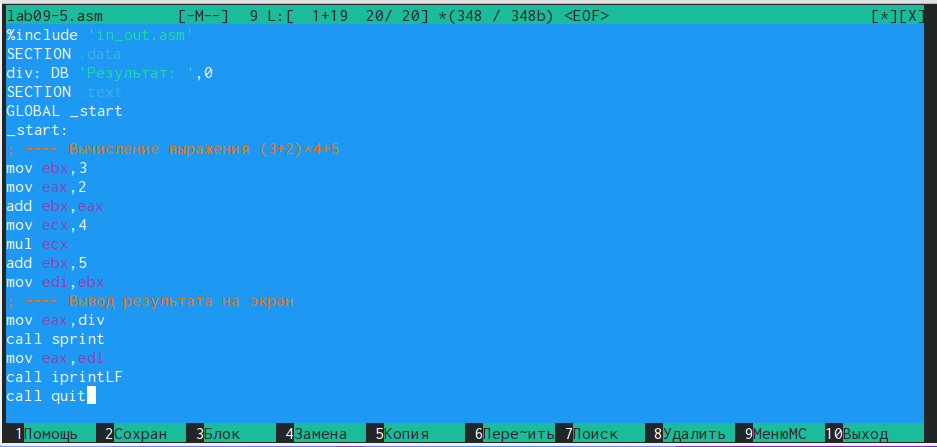 lab09-5.asm [-M--] 9 L:[ 1+19 20/ 20] *(348 / 348b) <EOF> [*][X]
%include 'in_out.asm'
SECTION .data
div: DB 'Результат: ',0
SECTION .text
GLOBAL _start
_start:
; ---- Вычисление выражения (3+2)*4+5
mov ebx,3
mov eax,2
add ebx,eax
mov ecx,4
mul ecx
add ebx,5
mov edi,ebx
; ---- Вывод результата на экран
mov eax,div
call sprint
mov eax,edi
call iprintLF
call quit
1Помощь 2Сохран 3Блок 4Замена 5Копия 6Пере~ить 7Поиск 8Удалить 9МенюMC 10Выход